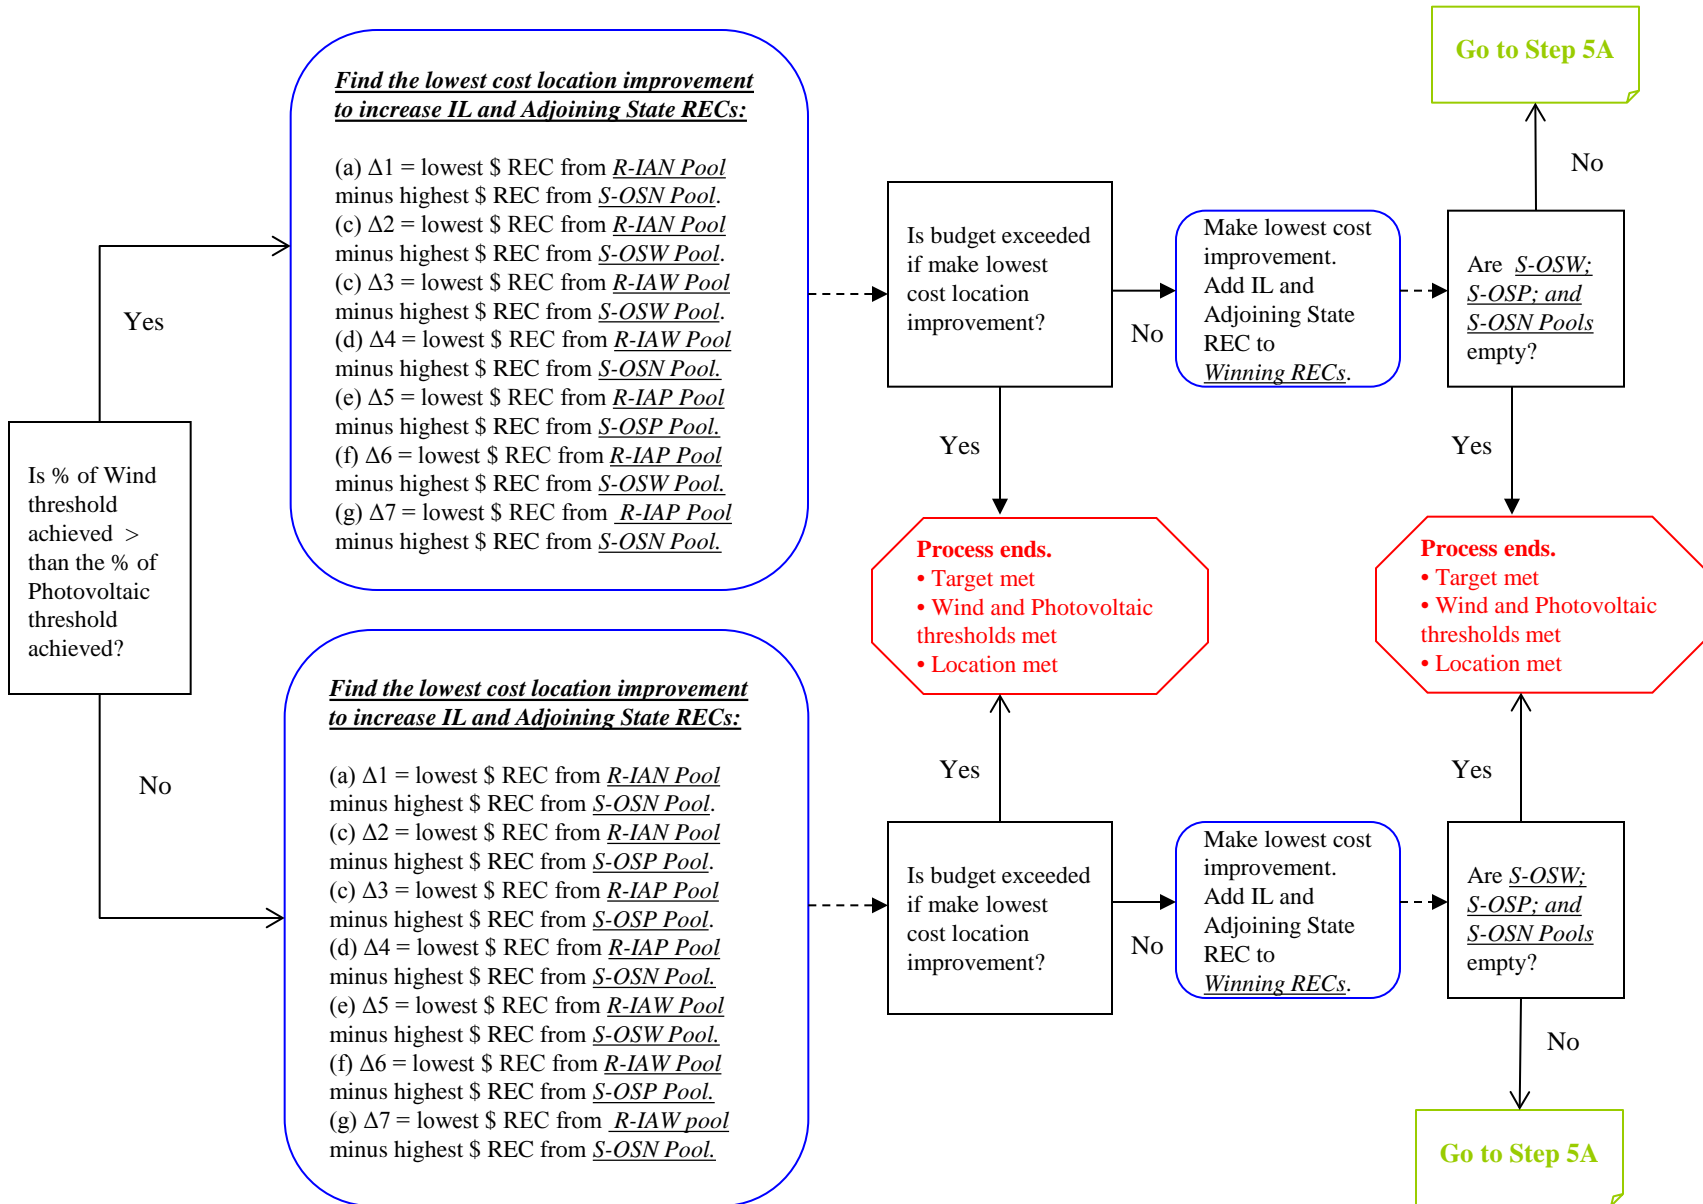 Is % of Wind
threshold
achieved >
than the % of
Photovoltaic
threshold
achieved?
Yes
Find the lowest cost location improvement
to increase IL and Adjoining State RECs:
(a) Δ1 = lowest $ REC from R-IAN Pool
minus highest $ REC from S-OSN Pool.
(c) Δ2 = lowest $ REC from R-IAN Pool
minus highest $ REC from S-OSW Pool.
(c) Δ3 = lowest $ REC from R-IAW Pool
minus highest $ REC from S-OSW Pool.
(d) Δ4 = lowest $ REC from R-IAW Pool
minus highest $ REC from S-OSN Pool.
(e) Δ5 = lowest $ REC from R-IAP Pool
minus highest $ REC from S-OSP Pool.
(f) Δ6 = lowest $ REC from R-IAP Pool
minus highest $ REC from S-OSW Pool.
(g) Δ7 = lowest $ REC from R-IAP Pool
minus highest $ REC from S-OSN Pool.
Is budget exceeded
if make lowest
cost location
improvement?
No
Make lowest cost
improvement.
Add IL and
Adjoining State
REC to
Winning RECs.
Are S-OSW;
S-OSP; and
S-OSN Pools
empty?
No
Go to Step 5A
Yes
Yes
Process ends.
• Target met
• Wind and Photovoltaic
thresholds met
• Location met
Process ends.
• Target met
• Wind and Photovoltaic
thresholds met
• Location met
No
Find the lowest cost location improvement
to increase IL and Adjoining State RECs:
(a) Δ1 = lowest $ REC from R-IAN Pool
minus highest $ REC from S-OSN Pool.
(c) Δ2 = lowest $ REC from R-IAN Pool
minus highest $ REC from S-OSP Pool.
(c) Δ3 = lowest $ REC from R-IAP Pool
minus highest $ REC from S-OSP Pool.
(d) Δ4 = lowest $ REC from R-IAP Pool
minus highest $ REC from S-OSN Pool.
(e) Δ5 = lowest $ REC from R-IAW Pool
minus highest $ REC from S-OSW Pool.
(f) Δ6 = lowest $ REC from R-IAW Pool
minus highest $ REC from S-OSP Pool.
(g) Δ7 = lowest $ REC from R-IAW pool
minus highest $ REC from S-OSN Pool.
Yes
Yes
Is budget exceeded
if make lowest
cost location
improvement?
No
Make lowest cost
improvement.
Add IL and
Adjoining State
REC to
Winning RECs.
Are S-OSW;
S-OSP; and
S-OSN Pools
empty?
No
Go to Step 5A